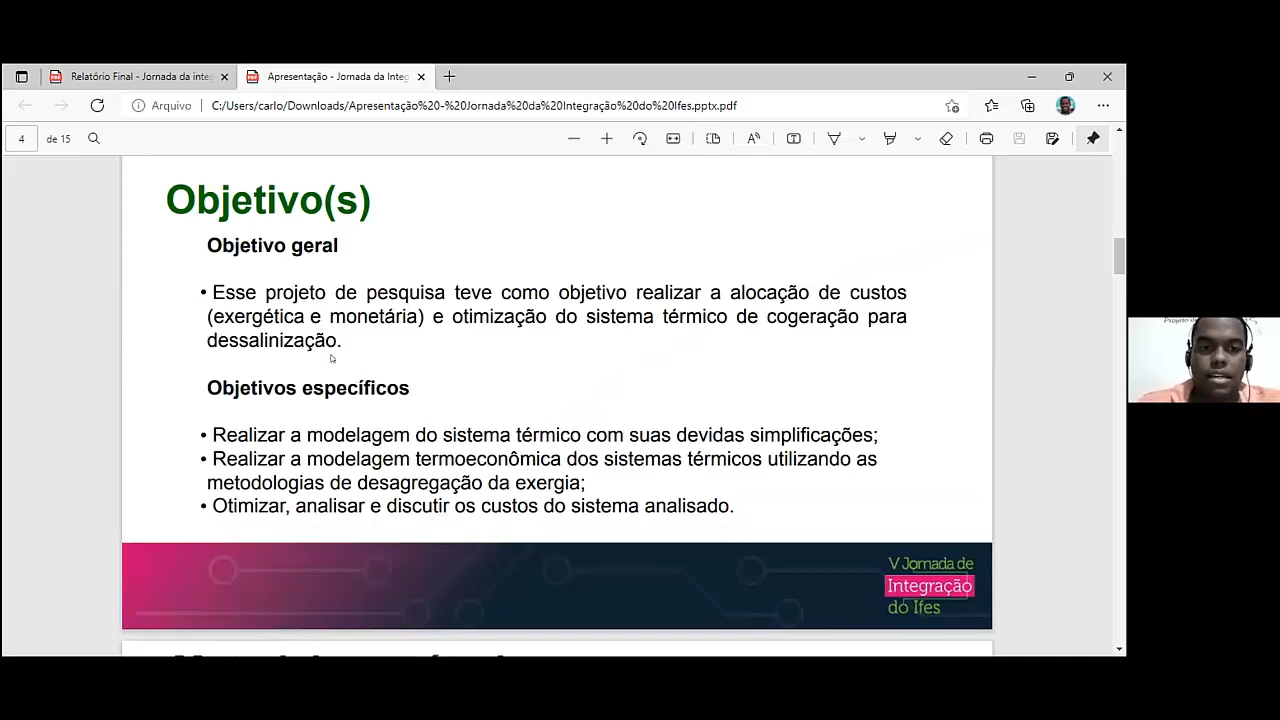 Relatório Final - Jornada da integ
Apresentação - Jornada da Integ
Arquivo
C:/Users/carlo/Downloads/Apresentação%20-%20Jornada%20da%20Integração%20do%20Ifes.pptx.pdf
4 de 15
Objetivo(s)
Objetivo geral
• Esse projeto de pesquisa teve como objetivo realizar a alocação de custos
(exergética e monetária) e otimização do sistema térmico de cogeração para
dessalinização.
Objetivos específicos
• Realizar a modelagem do sistema térmico com suas devidas simplificações;
• Realizar a modelagem termoeconômica dos sistemas térmicos utilizando as
metodologias de desagregação da exergia;
• Otimizar, analisar e discutir os custos do sistema analisado.
V Jornada de
Integração
do Ifes